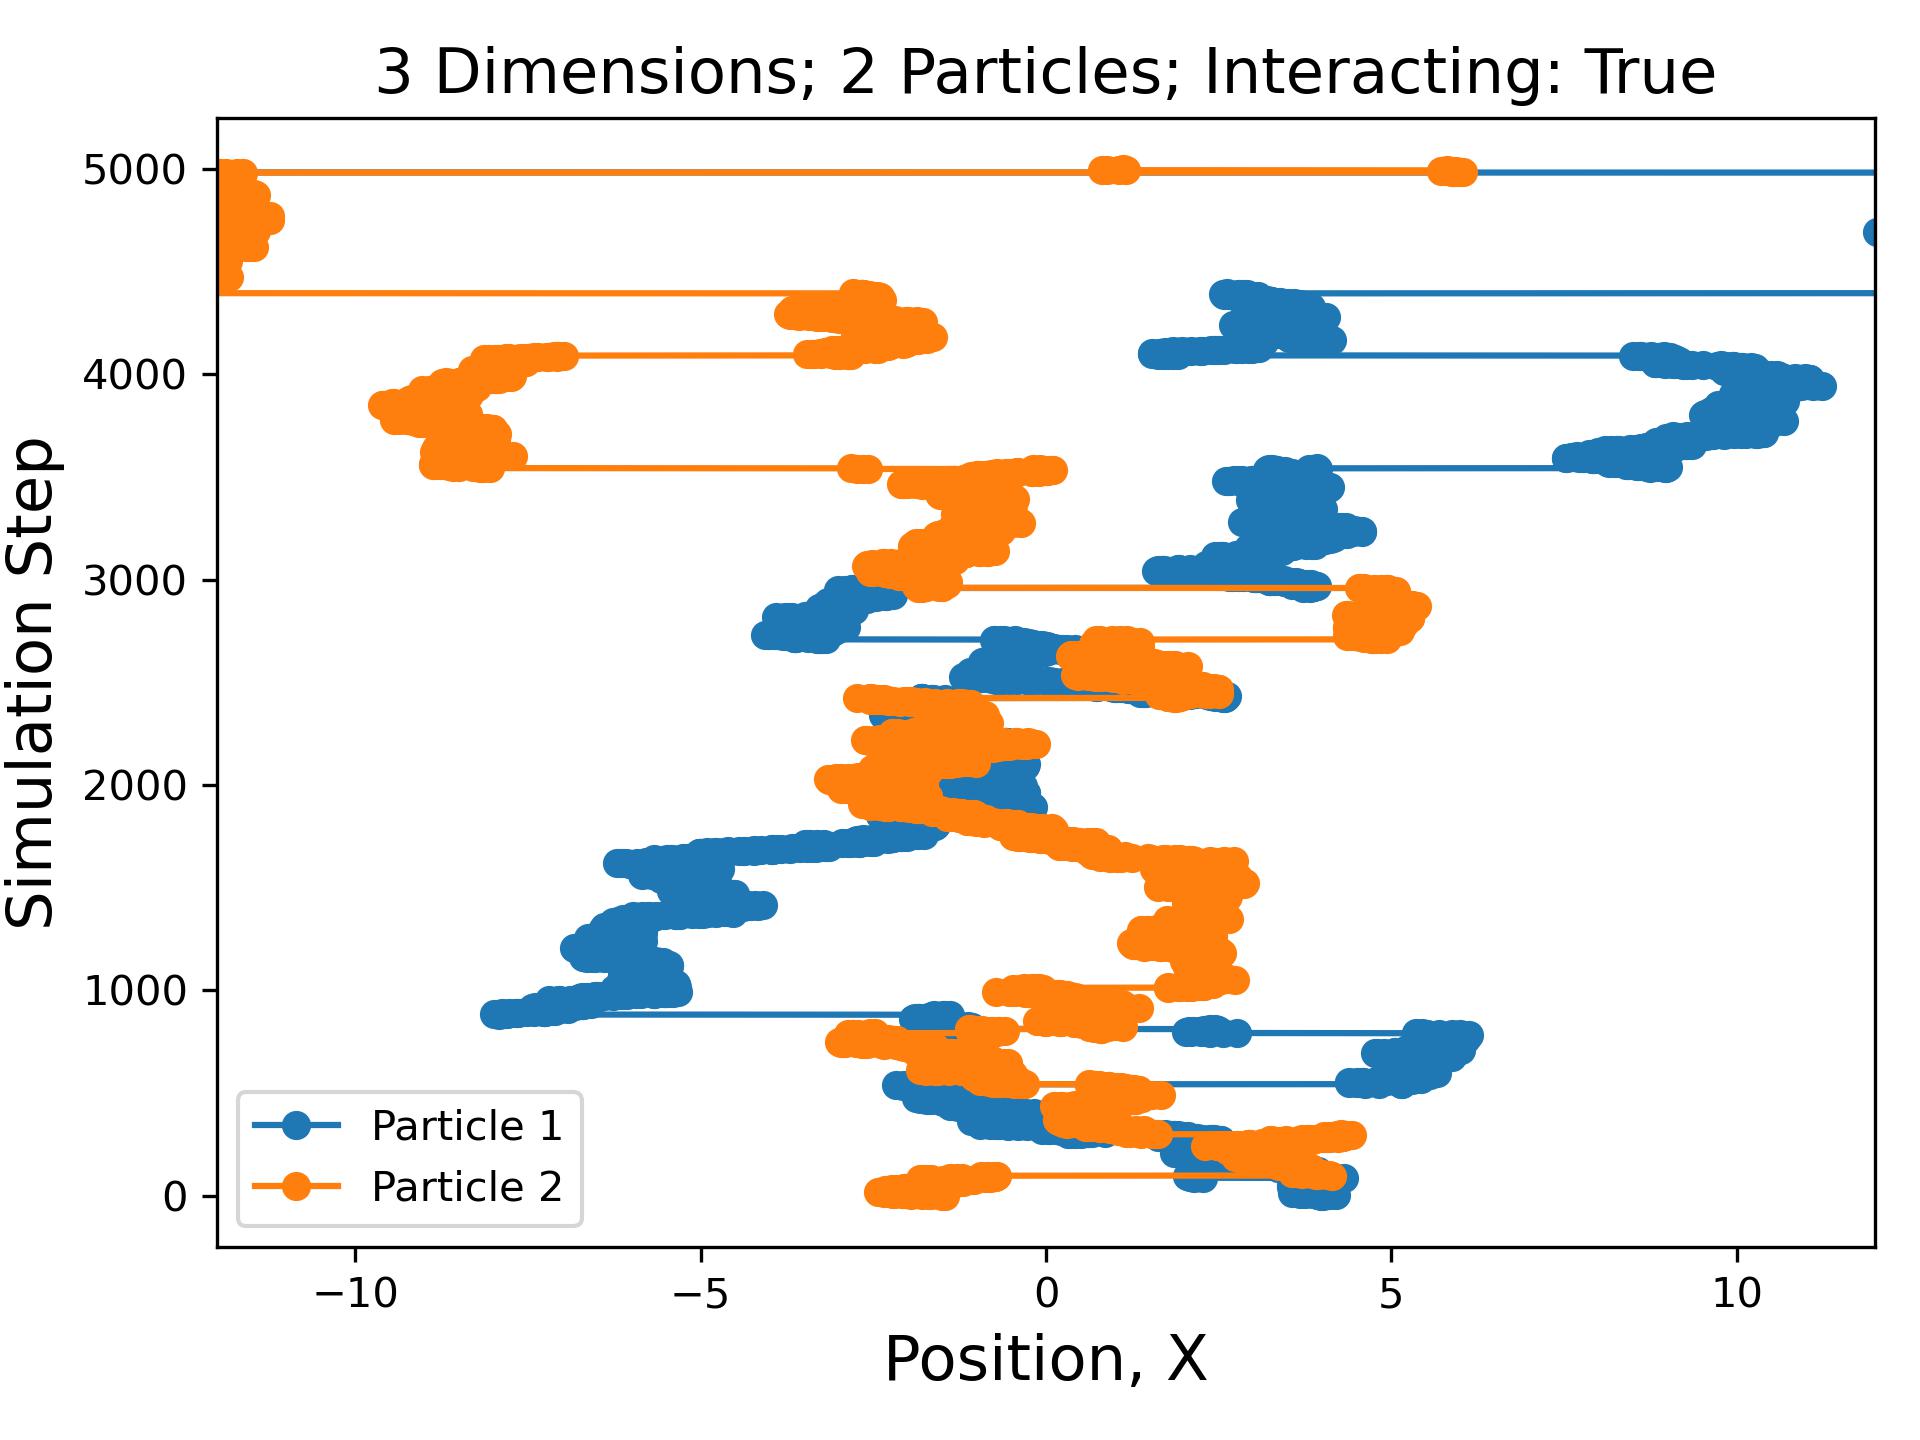 3 Dimensions; 2 Particles; Interacting: True
Simulation Step
5000
4000
3000
2000
1000
0
Particle 1
Particle 2
−10
−5
0
5
10
Position, X